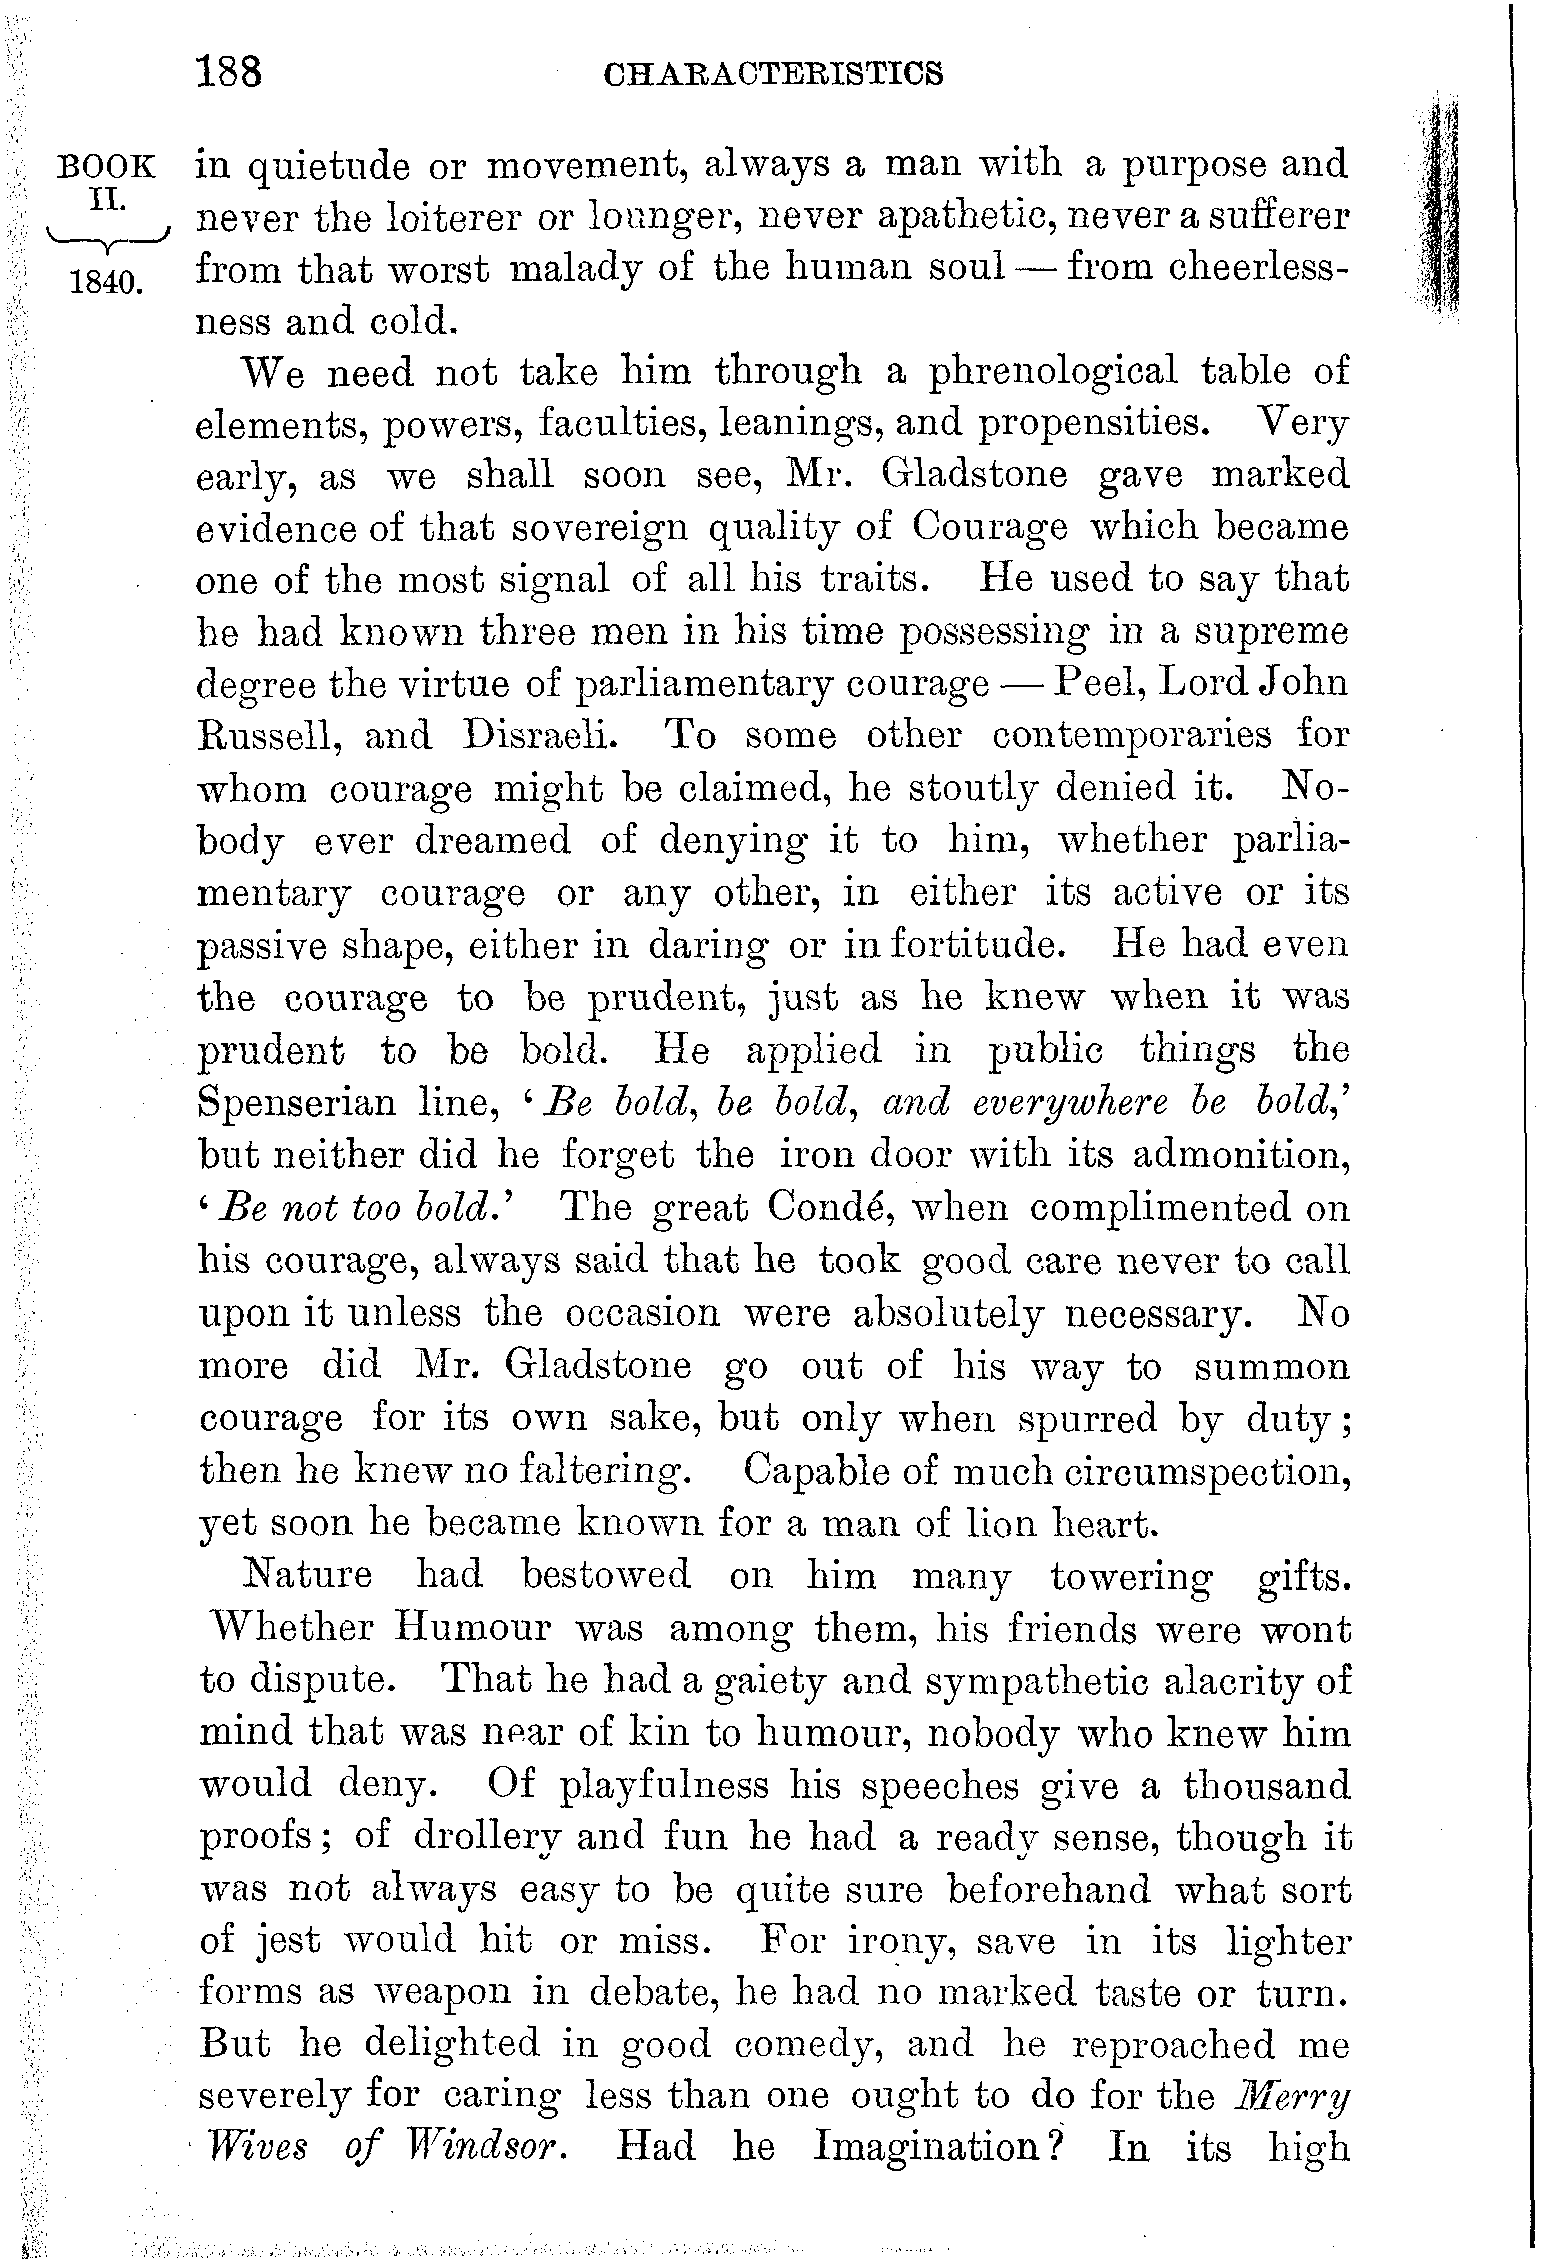 188 CHARACTERISTICS
BOOK
II.
1840.
in quietude or movement, always a man with a purpose and
never the loiterer or lounger, never apathetic, never a sufferer
from that worst malady of the human soul — from cheerless-
ness and cold.
We need not take him through a phrenological table of
elements, powers, faculties, leanings, and propensities. Very
early, as we shall soon see, Mr. Gladstone gave marked
evidence of that sovereign quality of Courage which became
one of the most signal of all his traits. He used to say that
he had known three men in his time possessing in a supreme
degree the virtue of parliamentary courage — Peel, Lord John
Russell, and Disraeli. To some other contemporaries for
whom courage might be claimed, he stoutly denied it. No-
body ever dreamed of denying it to him, whether parlia-
mentary courage or any other, in either its active or its
passive shape, either in daring or in fortitude. He had even
the courage to be prudent, just as he knew when it was
prudent to be bold. He applied in public things the
Spenserian line, ‘Be bold, be bold, and everywhere be bold,’
but neither did he forget the iron door with its admonition,
‘Be not too bold.’ The great Condé, when complimented on
his courage, always said that he took good care never to call
upon it unless the occasion were absolutely necessary. No
more did Mr. Gladstone go out of his way to summon
courage for its own sake, but only when spurred by duty;
then he knew no faltering. Capable of much circumspection,
yet soon he became known for a man of lion heart.
Nature had bestowed on him many towering gifts.
Whether Humour was among them, his friends were wont
to dispute. That he had a gaiety and sympathetic alacrity of
mind that was near of kin to humour, nobody who knew him
would deny. Of playfulness his speeches give a thousand
proofs; of drollery and fun he had a ready sense, though it
was not always easy to be quite sure beforehand what sort
of jest would hit or miss. For irony, save in its lighter
forms as weapon in debate, he had no marked taste or turn.
But he delighted in good comedy, and he reproached me
severely for caring less than one ought to do for the Merry
Wives of Windsor. Had he Imagination? In its high